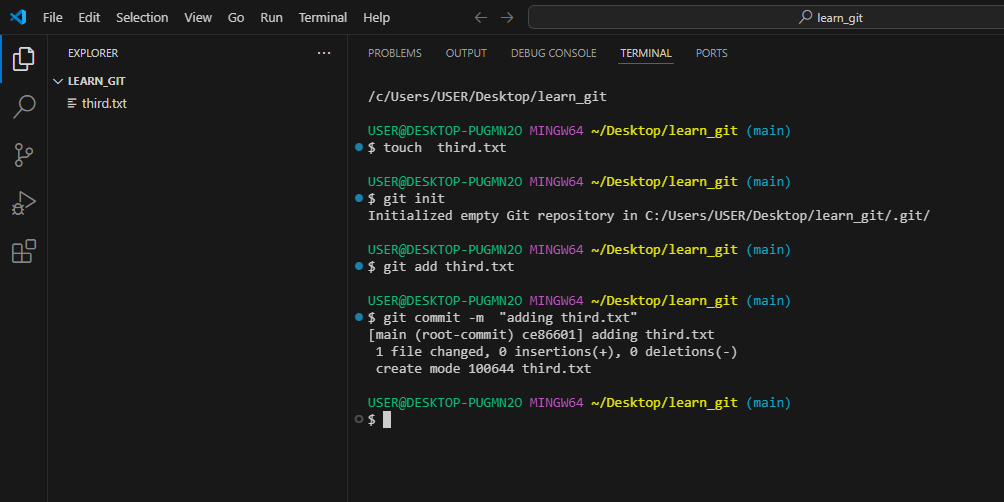 File Edit Selection View Go Run Terminal Help
learn_git
EXPLORER ...
LEARN_GIT
third.txt
PROBLEMS OUTPUT DEBUG CONSOLE TERMINAL PORTS
/c/Users/USER/Desktop/learn_git
USER@DESKTOP-PUGMN2O MINGW64 ~/Desktop/learn_git (main)
$ touch  third.txt
USER@DESKTOP-PUGMN2O MINGW64 ~/Desktop/learn_git (main)
$ git init
Initialized empty Git repository in C:/Users/USER/Desktop/learn_git/.git/
USER@DESKTOP-PUGMN2O MINGW64 ~/Desktop/learn_git (main)
$ git add third.txt
USER@DESKTOP-PUGMN2O MINGW64 ~/Desktop/learn_git (main)
$ git commit -m  "adding third.txt"
[main (root-commit) ce86601] adding third.txt
 1 file changed, 0 insertions(+), 0 deletions(-)
 create mode 100644 third.txt
USER@DESKTOP-PUGMN2O MINGW64 ~/Desktop/learn_git (main)
$